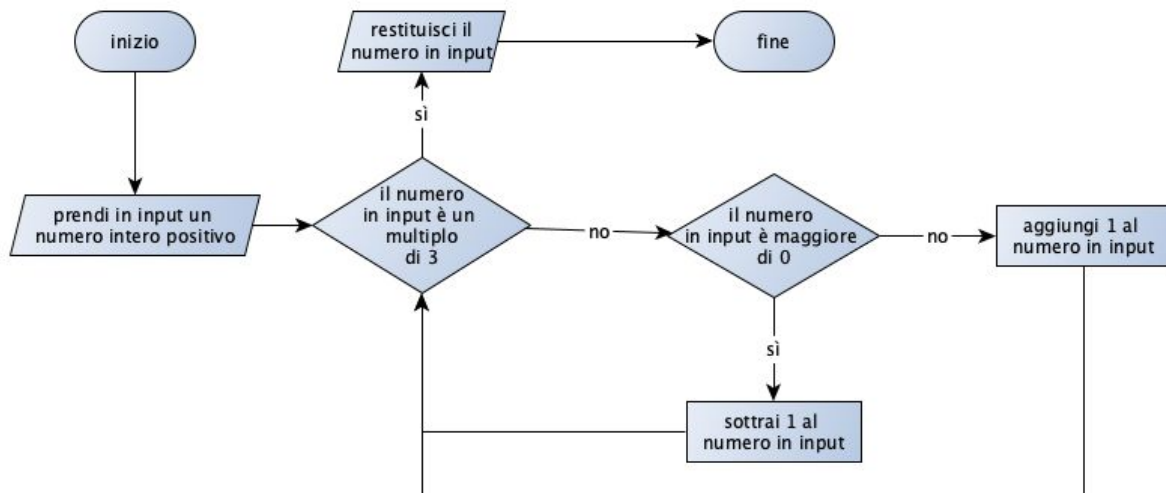 inizio
restituisci il
numero in input
fine
sì
prendi in input un
numero intero positivo
il numero
in input è un
multiplo
di 3
no
il numero
in input è maggiore
di 0
no
aggiungi 1 al
numero in input
sì
sottrai 1 al
numero in input